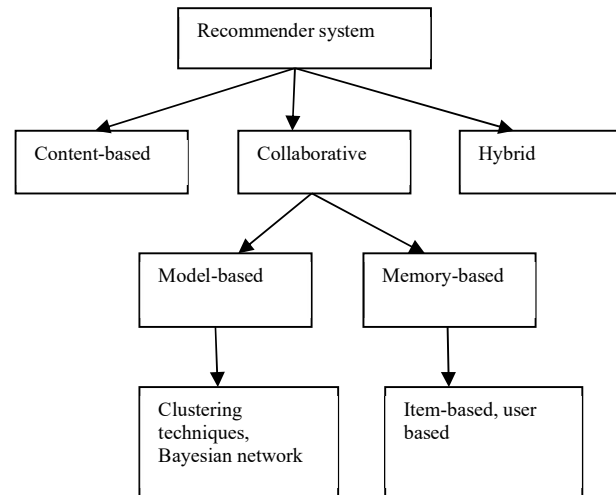 Recommender system
Content-based
Collaborative
Hybrid
Model-based
Memory-based
Clustering
techniques,
Bayesian network
Item-based, user
based